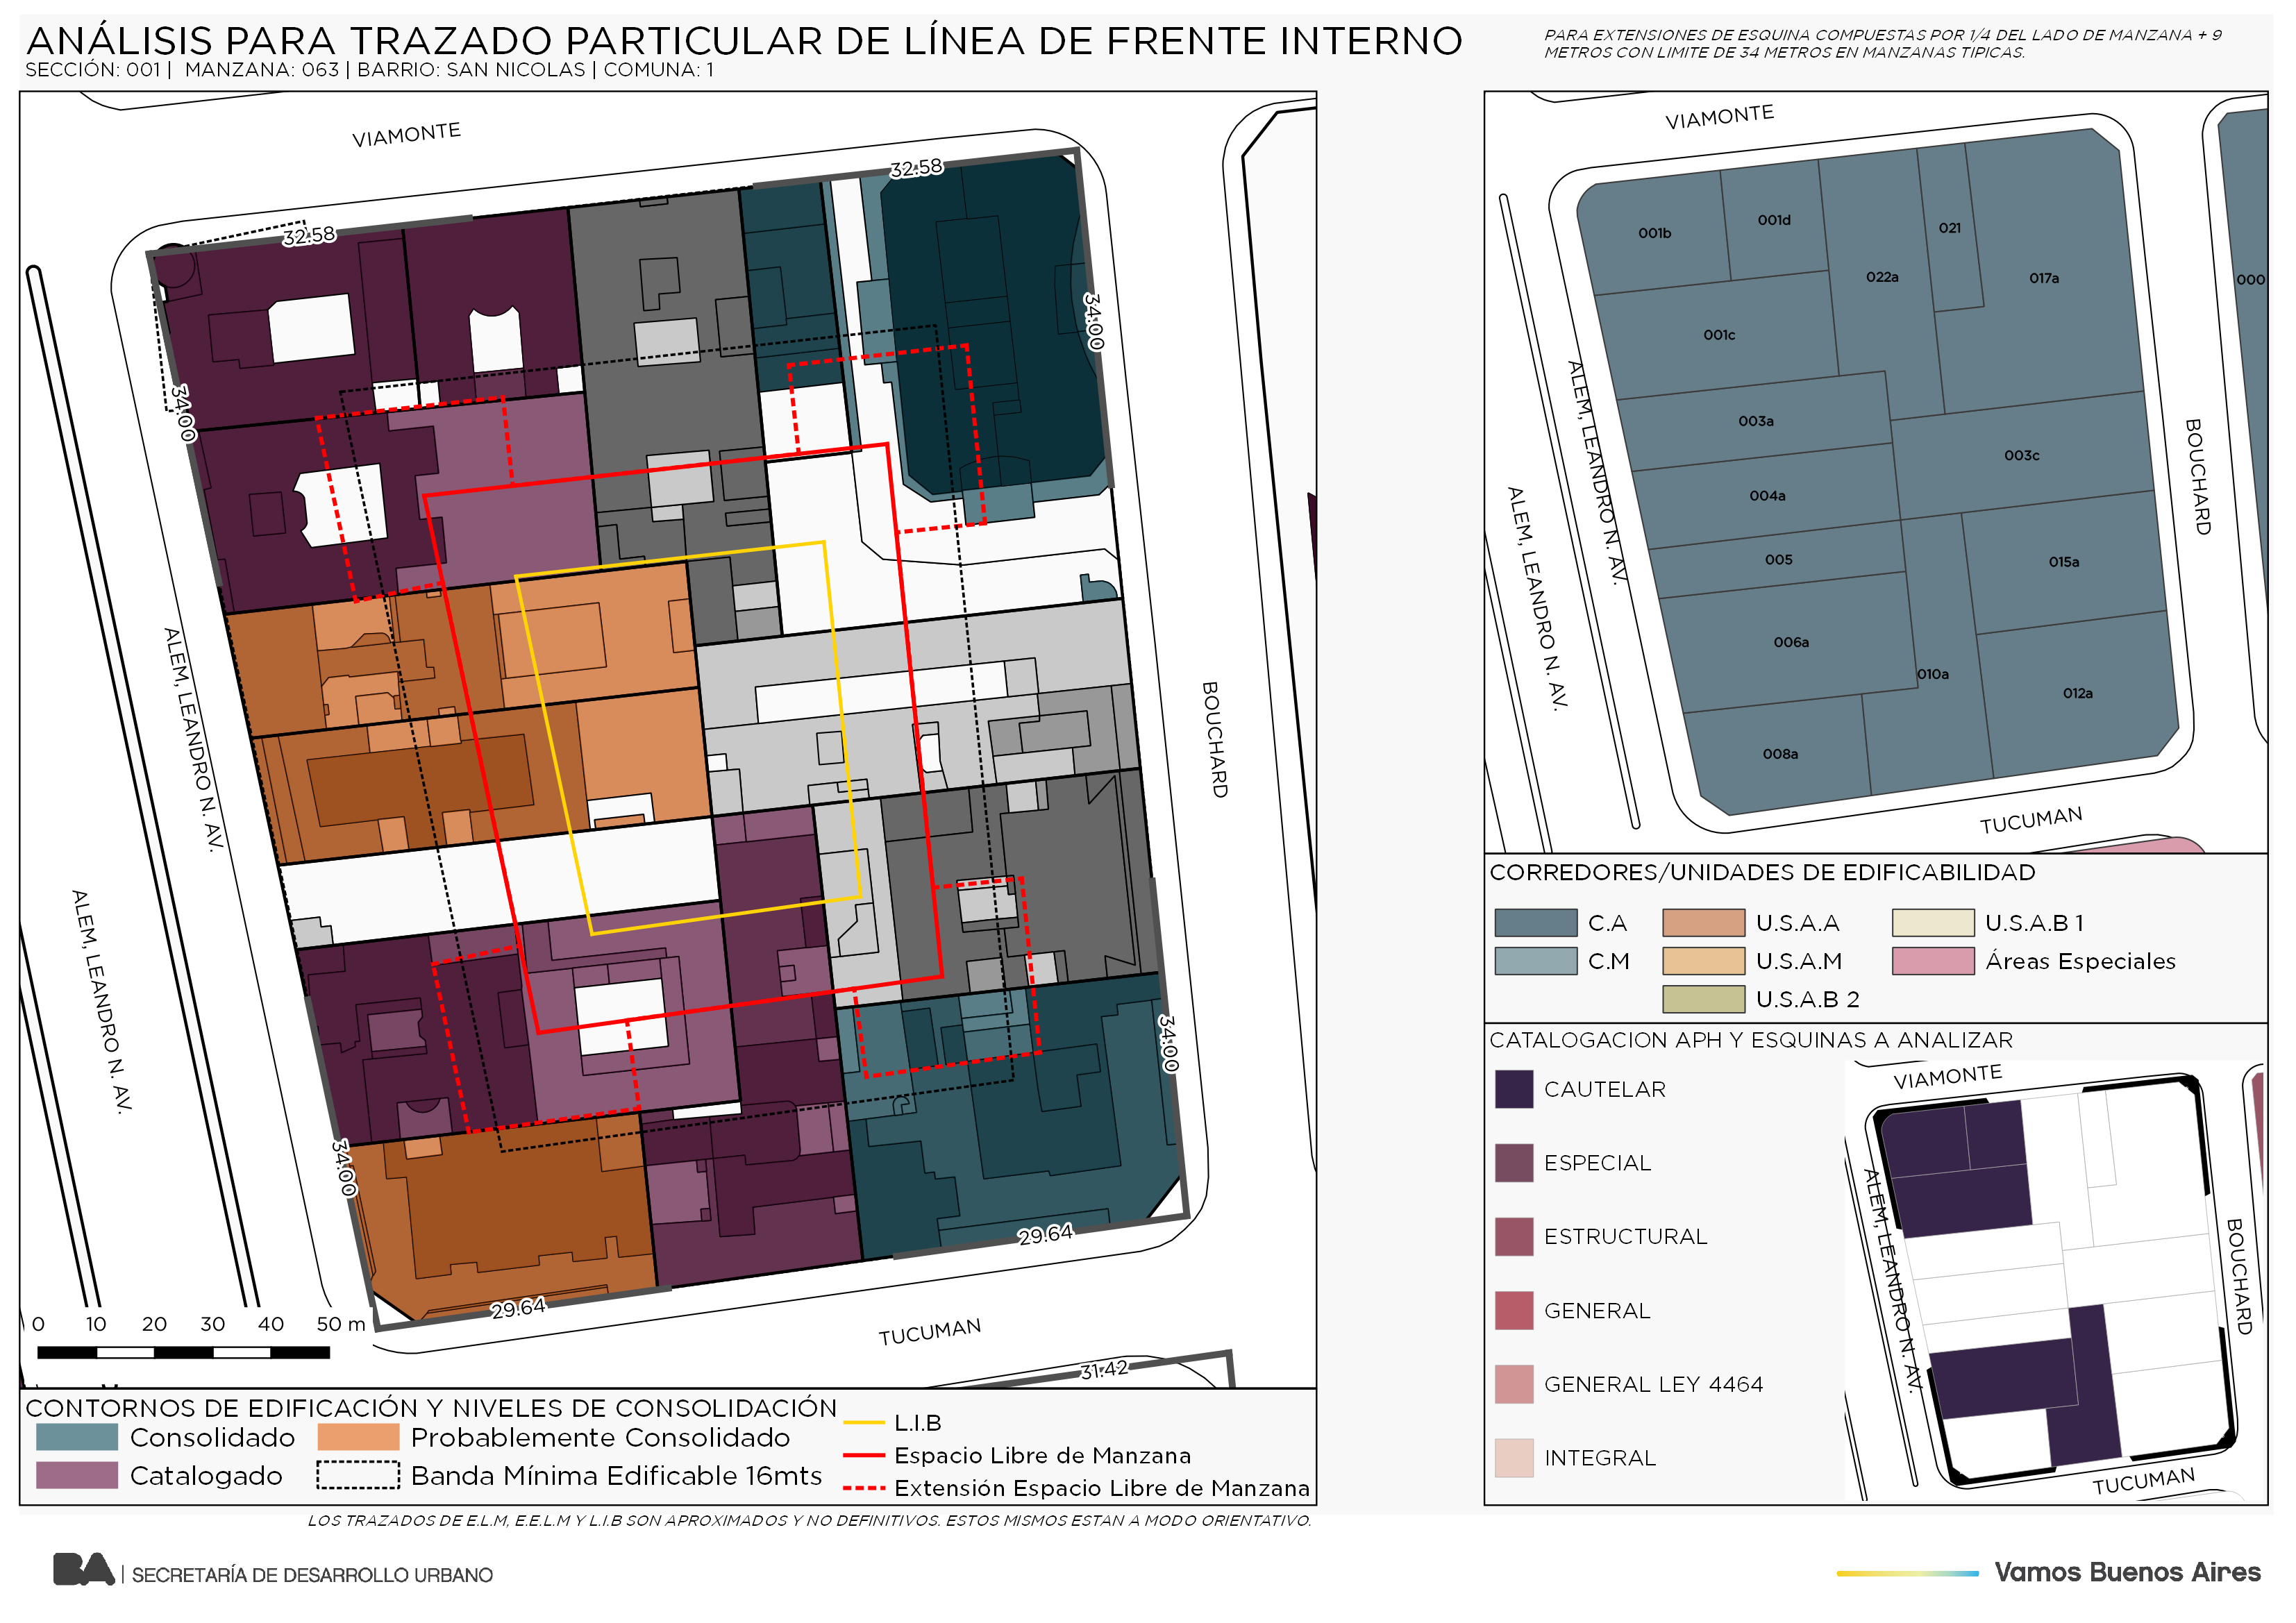 ANÁLISIS PARA TRAZADO PARTICULAR DE LÍNEA DE FRENTE INTERNO
SECCIÓN: 001 | MANZANA: 063 | BARRIO: SAN NICOLAS | COMUNA: 1
PARA EXTENSIONES DE ESQUINA COMPUESTAS POR 1/4 DEL LADO DE MANZANA + 9
METROS CON LIMITE DE 34 METROS EN MANZANAS TIPICAS.
VIAMONTE
32.58
32.58
34.00
34.00
ALEM, LEANDRO N. AV.
ALEM, LEANDRO N. AV.
BOUCHARD
34.00
34.00
29.64
29.64
TUCUMAN
31.42
0 10 20 30 40 50 m
CONTORNOS DE EDIFICACIÓN Y NIVELES DE CONSOLIDACIÓN
Consolidado
Probablemente Consolidado
Catalogado
Banda Mínima Edificable 16mts
L.I.B
Espacio Libre de Manzana
Extensión Espacio Libre de Manzana
LOS TRAZADOS DE E.L.M, E.E.L.M Y L.I.B SON APROXIMADOS Y NO DEFINITIVOS. ESTOS MISMOS ESTAN A MODO ORIENTATIVO.
VIAMONTE
001b
001d
021
022a
017a
000
001c
003a
003c
004a
005
015a
006a
010a
012a
008a
ALEM, LEANDRO N. AV.
ALEM, LEANDRO N. AV.
BOUCHARD
TUCUMAN
CORREDORES/UNIDADES DE EDIFICABILIDAD
C.A
U.S.A.A
U.S.A.B 1
C.M
U.S.A.M
Áreas Especiales
U.S.A.B 2
CATALOGACION APH Y ESQUINAS A ANALIZAR
CAUTELAR
ESPECIAL
ESTRUCTURAL
GENERAL
GENERAL LEY 4464
INTEGRAL
VIAMONTE
ALEM, LEANDRO N. AV.
BOUCHARD
TUCUMAN
BA | SECRETARÍA DE DESARROLLO URBANO
Vamos Buenos Aires